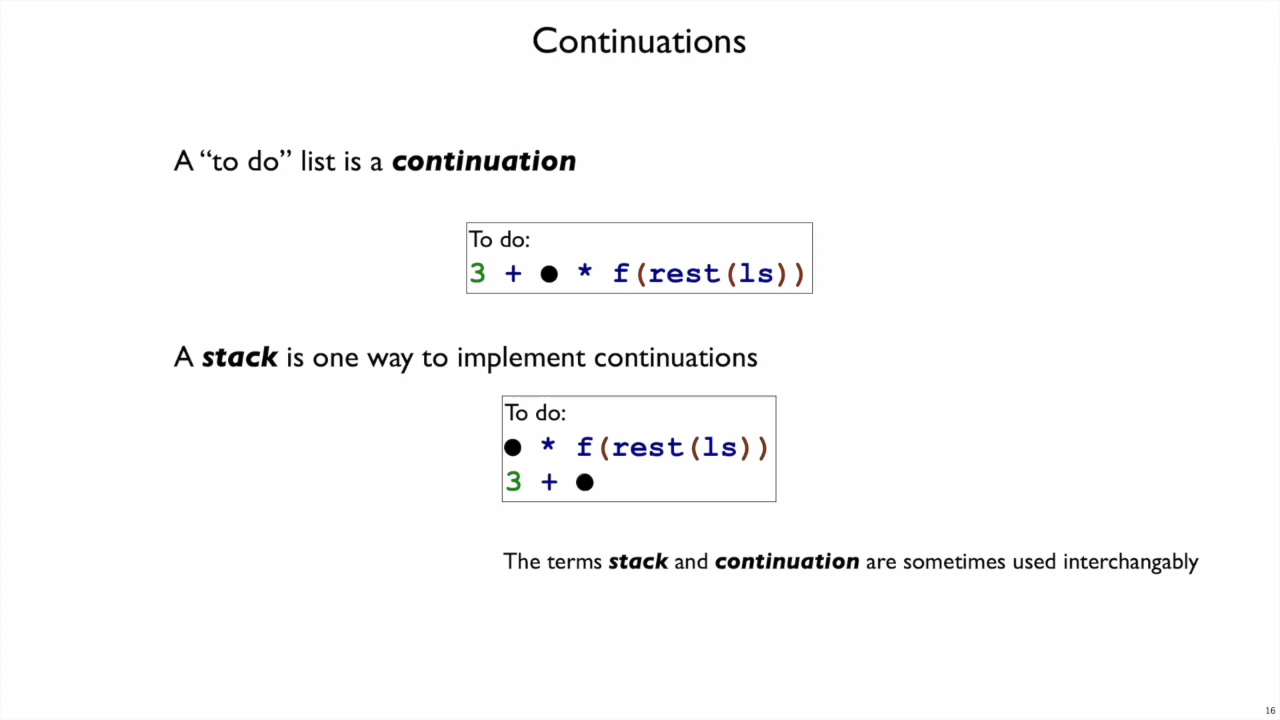 Continuations
A “to do” list is a continuation
To do:
3 + ● * f(rest(ls))
A stack is one way to implement continuations
To do:
● * f(rest(ls))
3 + ●
The terms stack and continuation are sometimes used interchangably
16